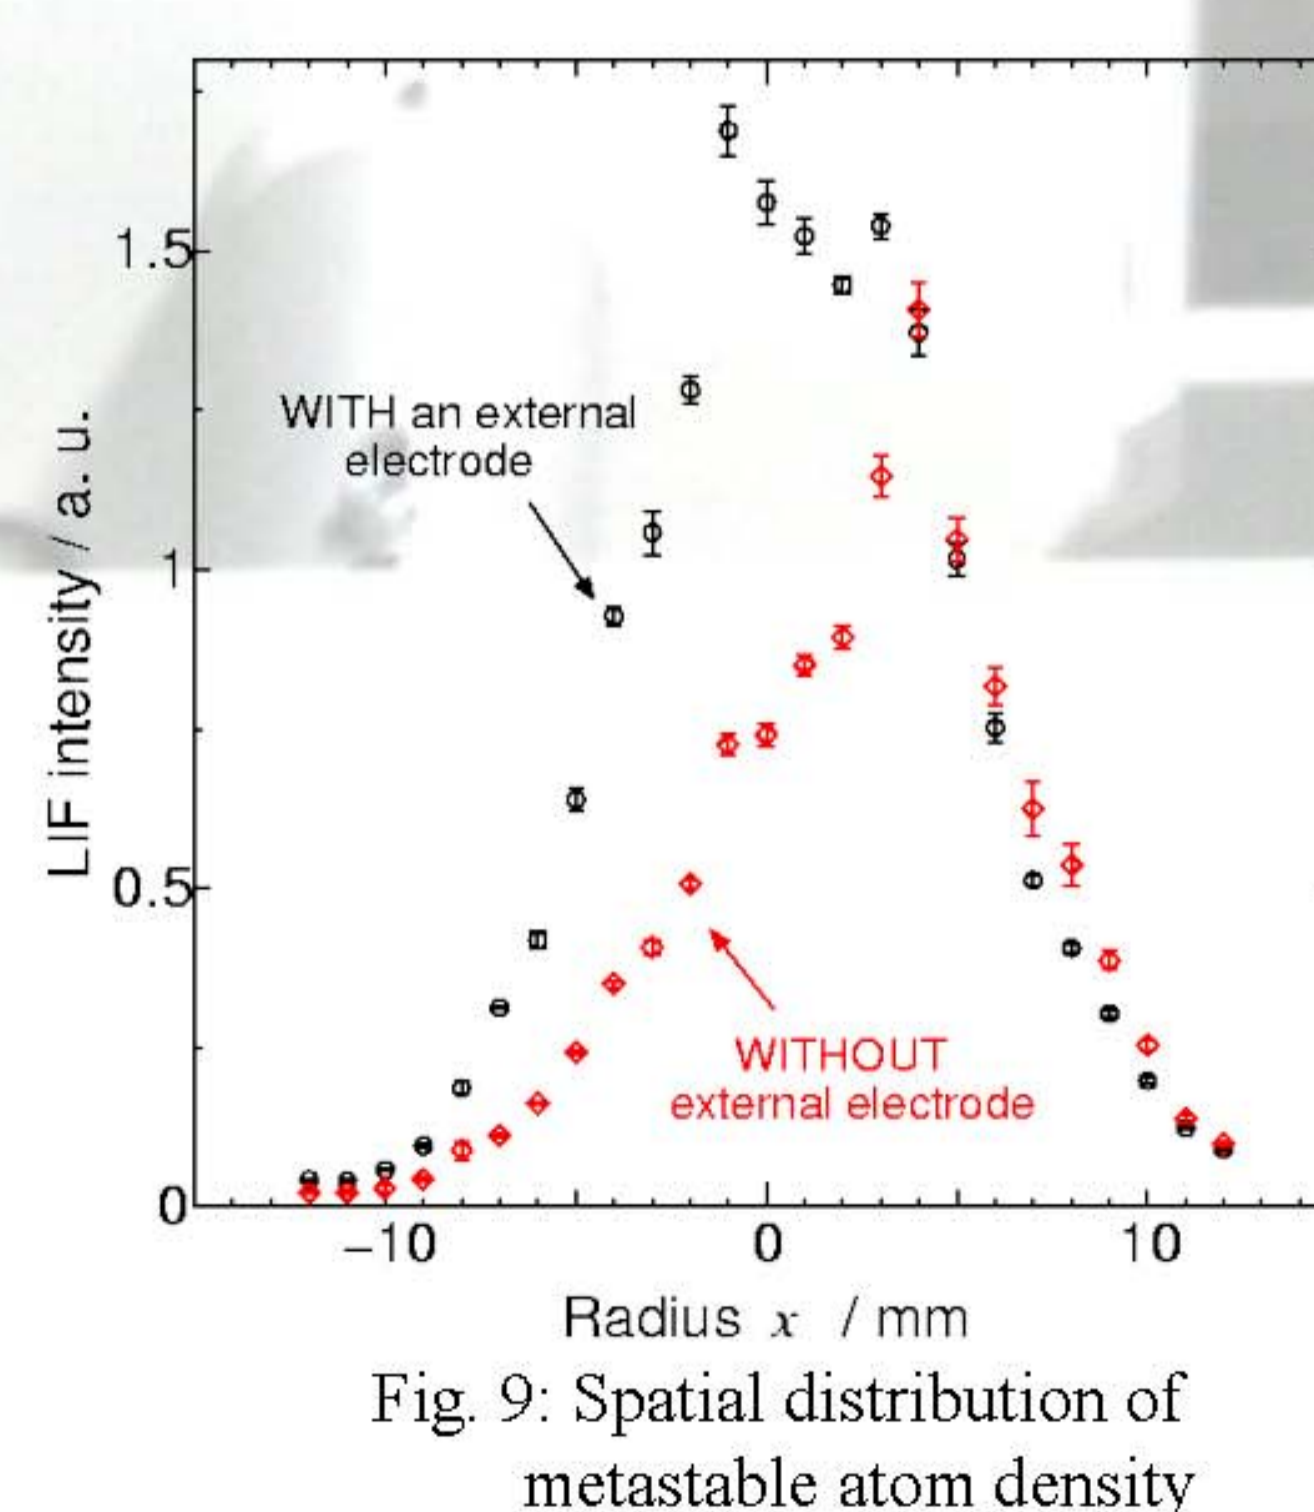 1.5
WITH an external
electrode
LIF intensity / a. u.
1
0.5
WITHOUT
external electrode
0
−10 0 10
Radius x / mm
Fig. 9: Spatial distribution of
metastable atom density